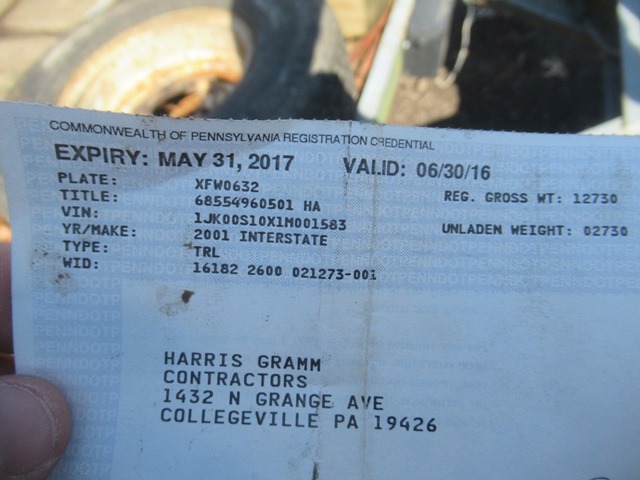 COMMONWEALTH OF PENNSYLVANIA REGISTRATION CREDENTIAL
EXPIRY: MAY 31, 2017 VALID: 06/30/16
PLATE: XFW0632 REG. GROSS WT: 12730
TITLE: 68554960501 HA
VIN: 1JK00S10X1M001583 UNLADEN WEIGHT: 02730
YR/MAKE: 2001 INTERSTATE
TYPE: TRL
WID: 16182 2600 021273-001
HARRIS GRAMM
CONTRACTORS
1432 N GRANGE AVE
COLLEGEVILLE PA 19426